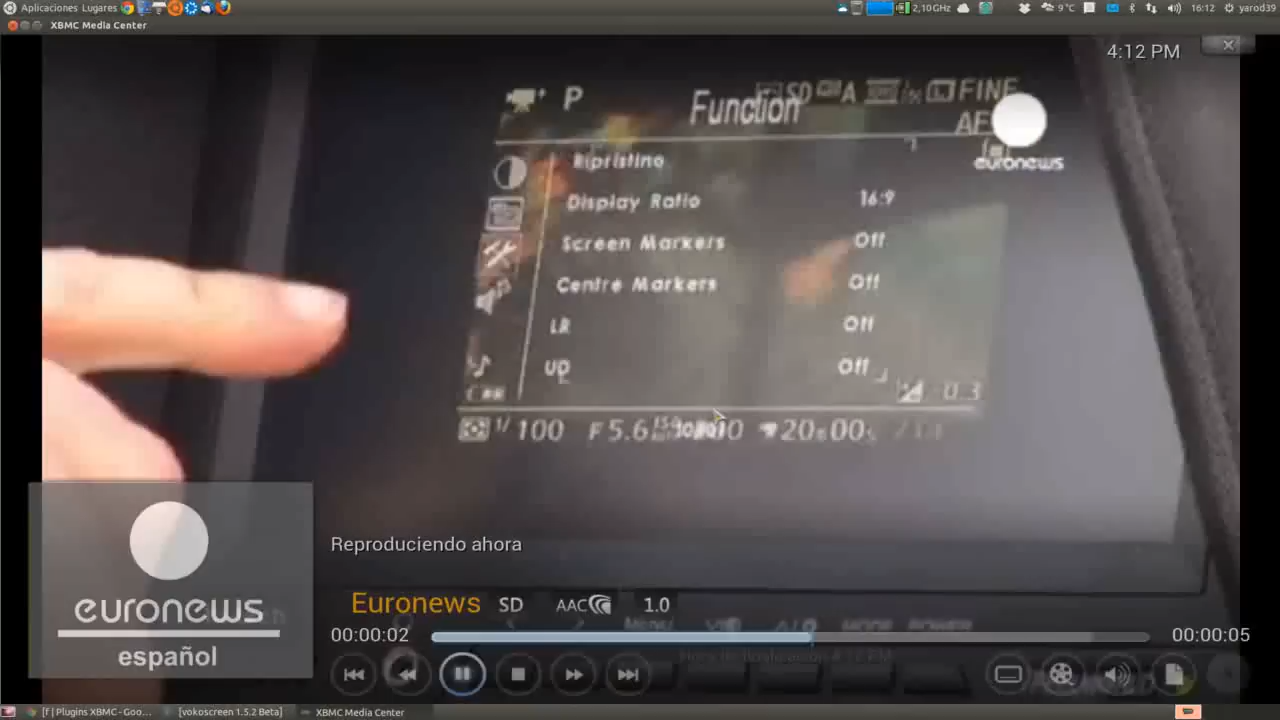 Aplicaciones Lugares
2,10GHz
9°C
16:12
yarod39
XBMC Media Center
4:12 PM
P
SD
A
FINE
Function
euronews
Ripristino
Display Ratio 16:9
Screen Markers Off
Centre Markers Off
LR Off
UD Off
0.3
1/100 F5.6
Reproduciendo ahora
Euronews SD AAC 1.0
00:00:02
00:00:05
euronews
español
[f | Plugins XBMC - Goo...
[vokoscreen 1.5.2 Beta]
XBMC Media Center